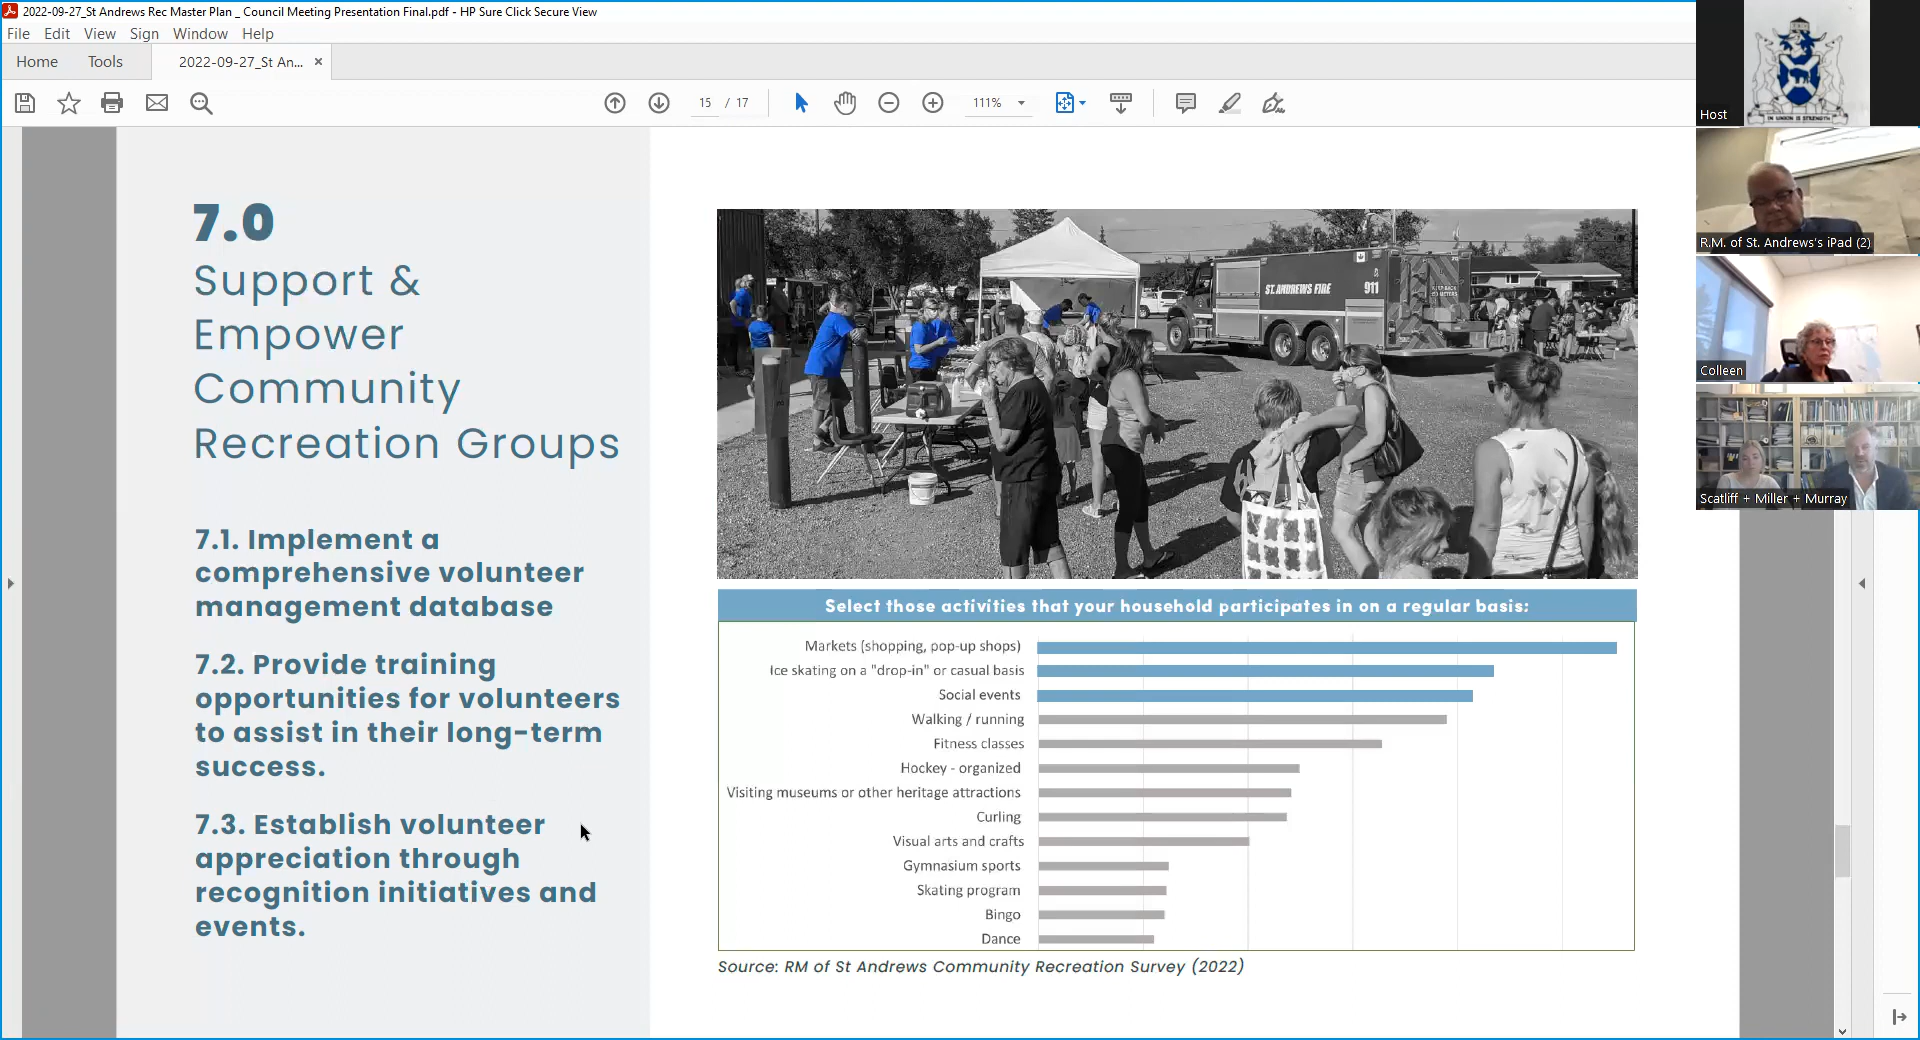 2022-09-27_St Andrews Rec Master Plan _ Council Meeting Presentation Final.pdf - HP Sure Click Secure View
File Edit View Sign Window Help
Home Tools 2022-09-27_St An... ×
15 / 17 111%
7.0
Support &
Empower
Community
Recreation Groups
7.1. Implement a
comprehensive volunteer
management database
7.2. Provide training
opportunities for volunteers
to assist in their long-term
success.
7.3. Establish volunteer
appreciation through
recognition initiatives and
events.
ST. ANDREWS FIRE 911
Select those activities that your household participates in on a regular basis:
Markets (shopping, pop-up shops)
Ice skating on a "drop-in" or casual basis
Social events
Walking / running
Fitness classes
Hockey - organized
Visiting museums or other heritage attractions
Curling
Visual arts and crafts
Gymnasium sports
Skating program
Bingo
Dance
Source: RM of St Andrews Community Recreation Survey (2022)
IN UNION IS STRENGTH
Host
R.M. of St. Andrews's iPad (2)
Colleen
Scatliff + Miller + Murray